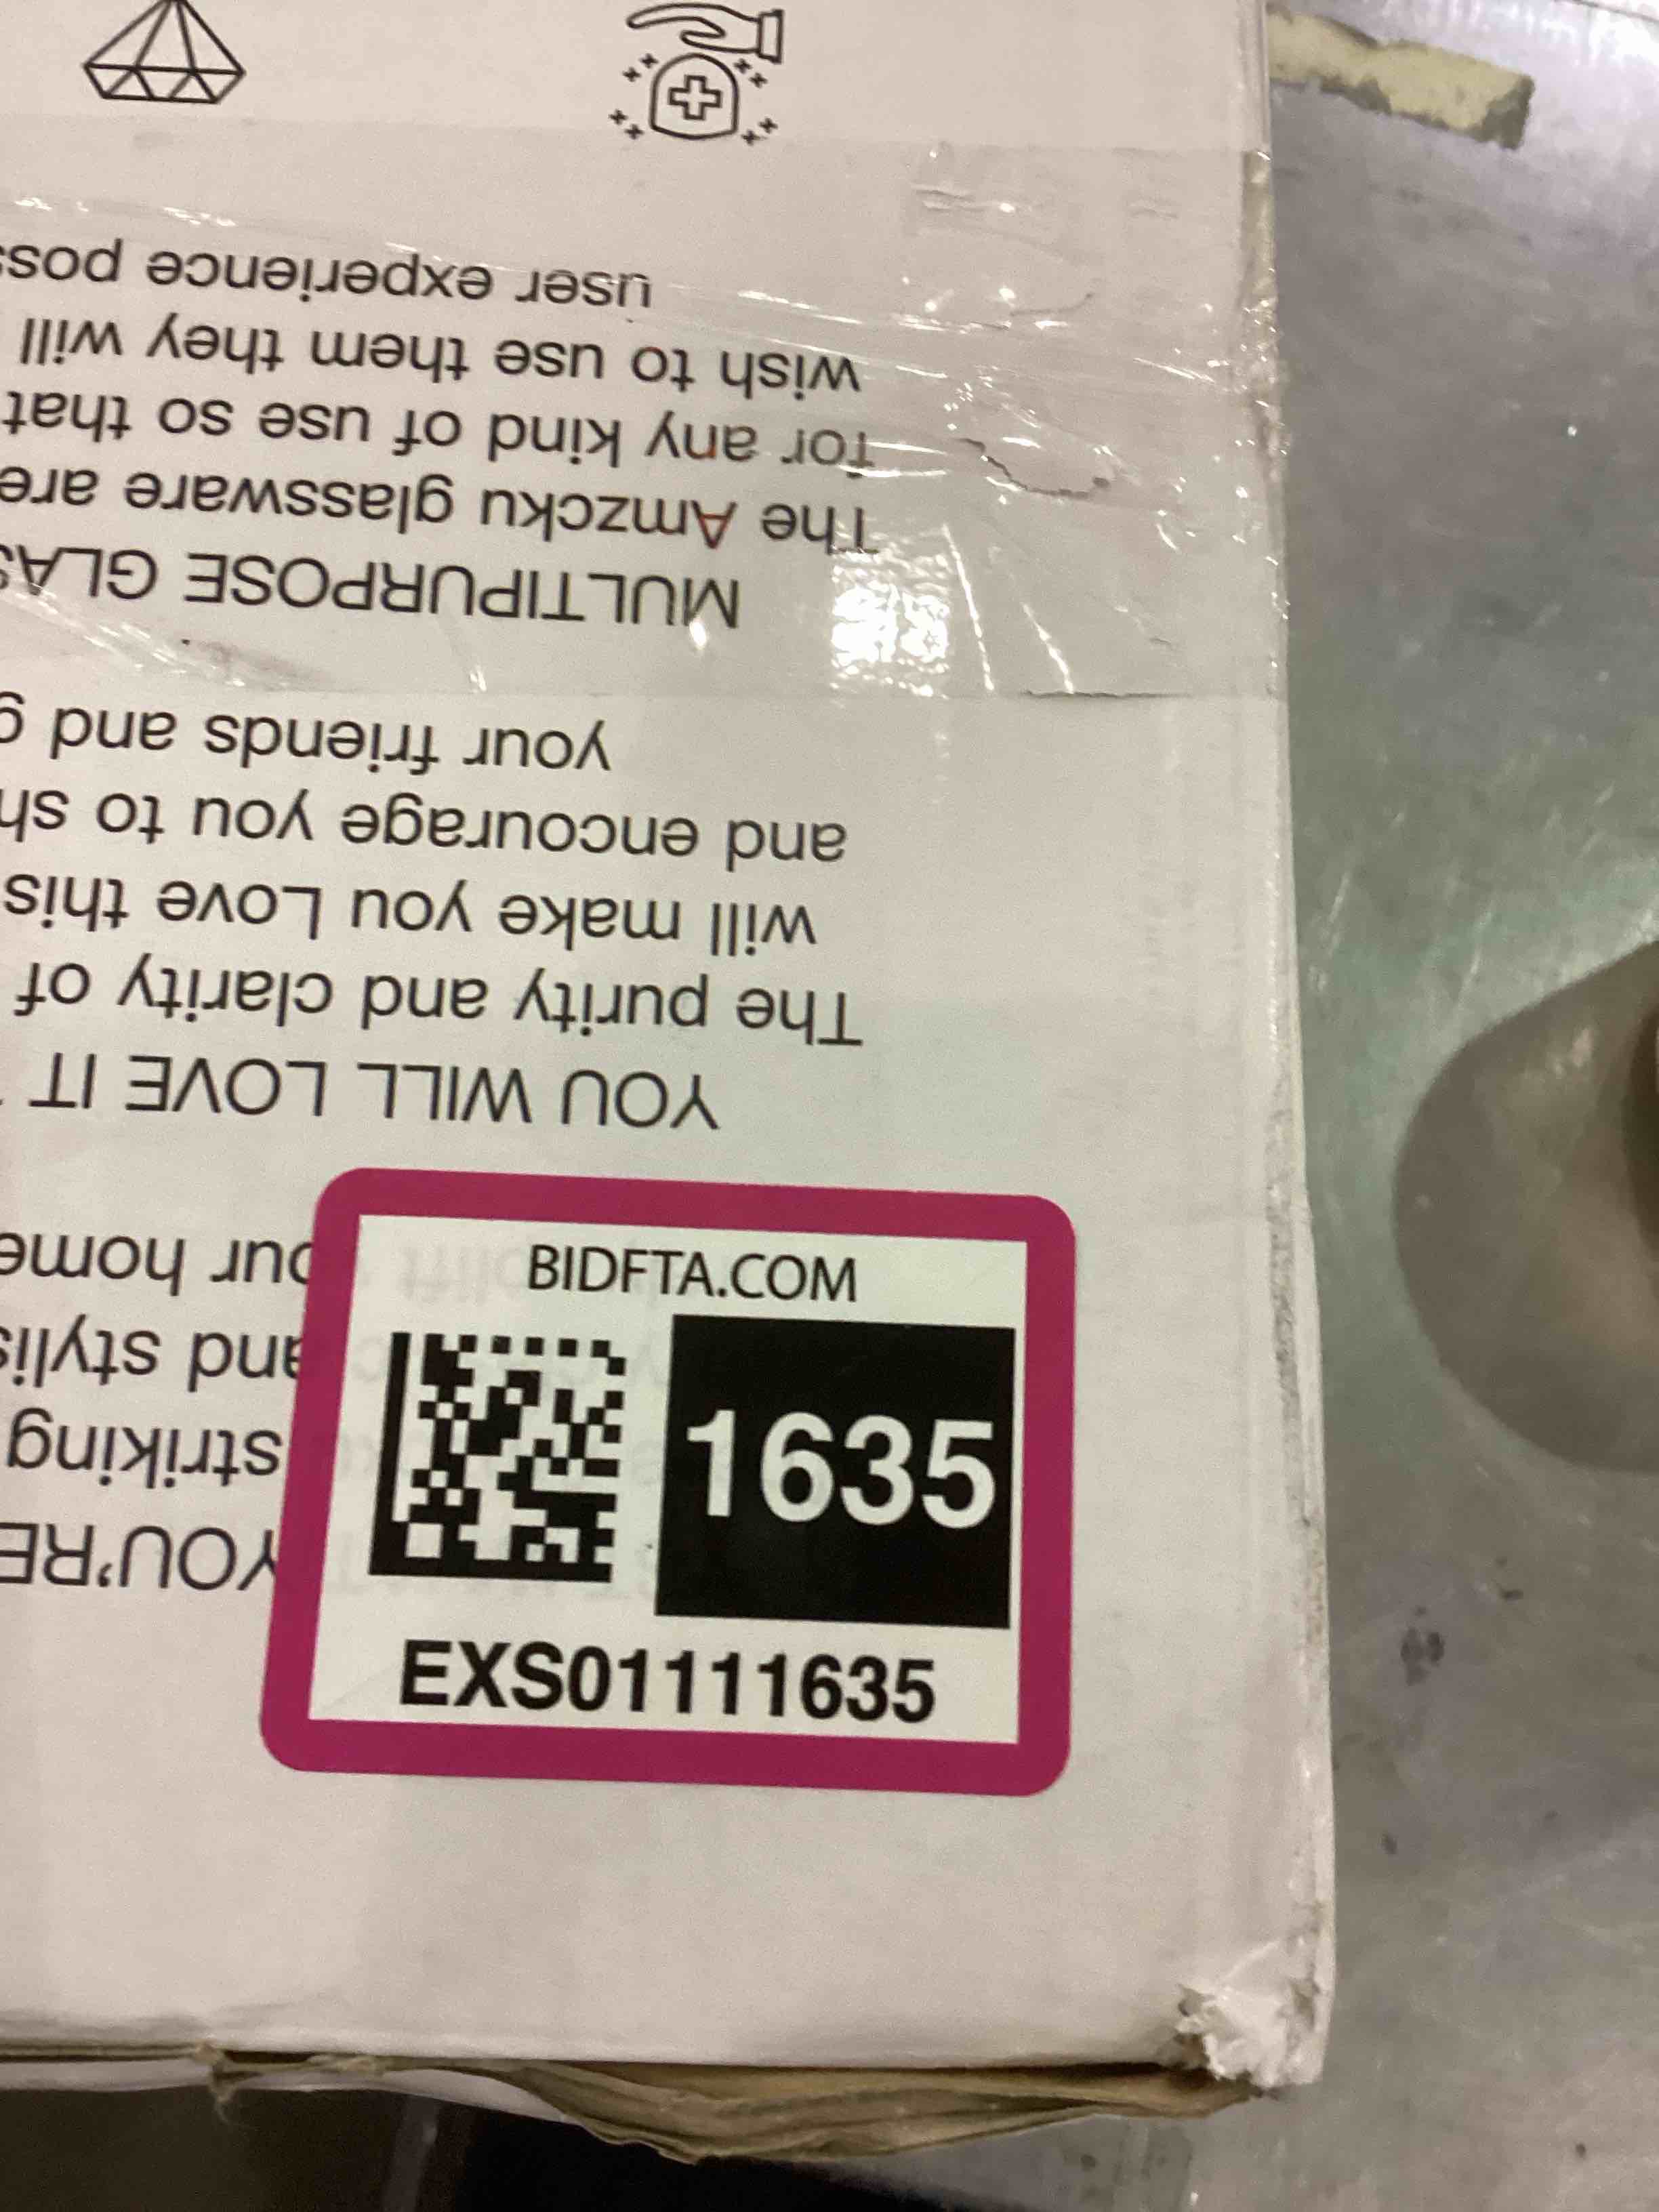 BIDFTA.COM
1635
EXS01111635
YOU'RE
striking
and stylis
our home
YOU WILL LOVE IT
The purity and clarity of
will make you Love this
and encourage you to sh
your friends and g
MULTIPURPOSE GLAS
The Amzcku glassware are
for any kind of use so that
wish to use them they will
user experience poss